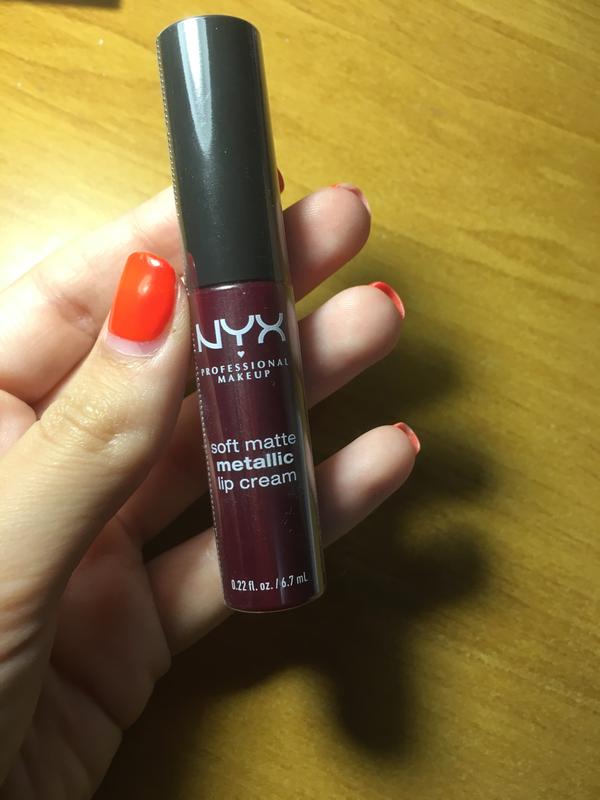 NYX
PROFESSIONAL
MAKEUP
soft matte
metallic
lip cream
0.22 fl. oz. / 6.7 mL